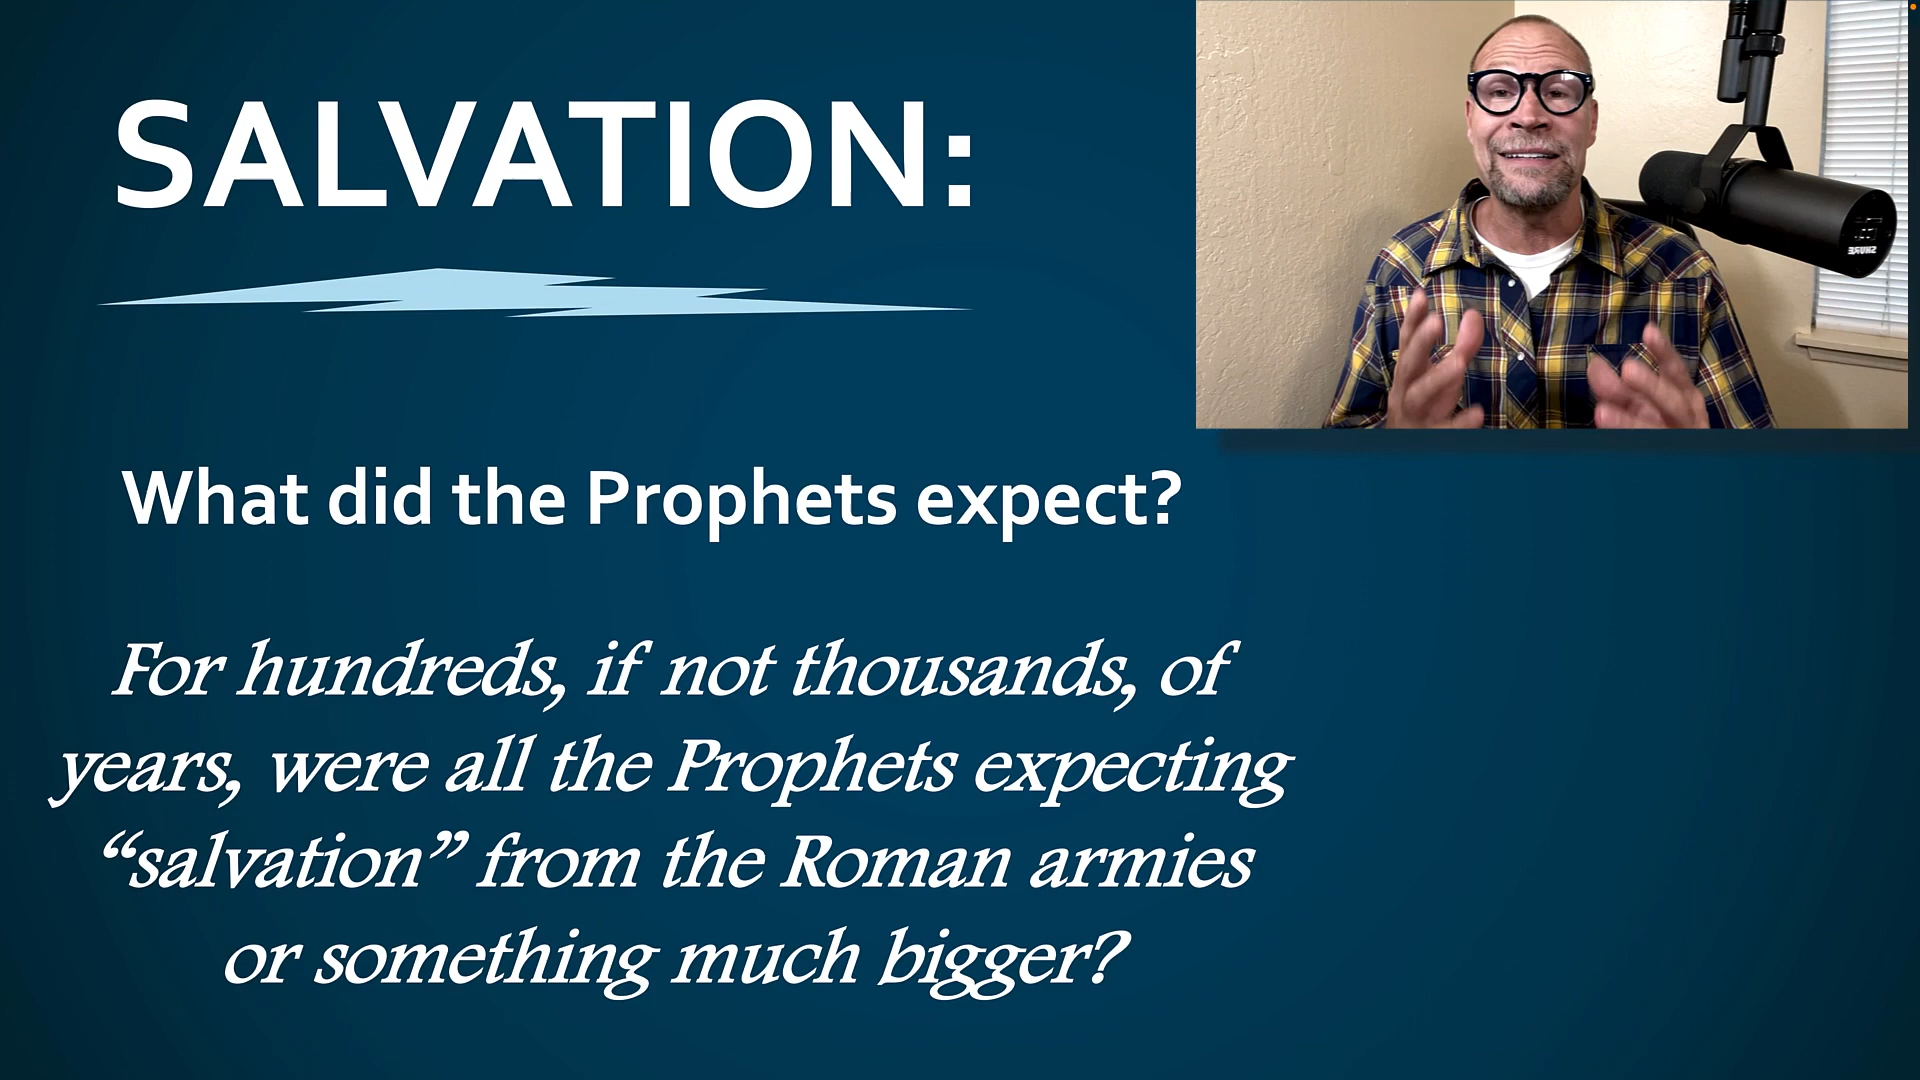 SALVATION:
What did the Prophets expect?
For hundreds, if not thousands, of
years, were all the Prophets expecting
“salvation” from the Roman armies
or something much bigger?
SHURE